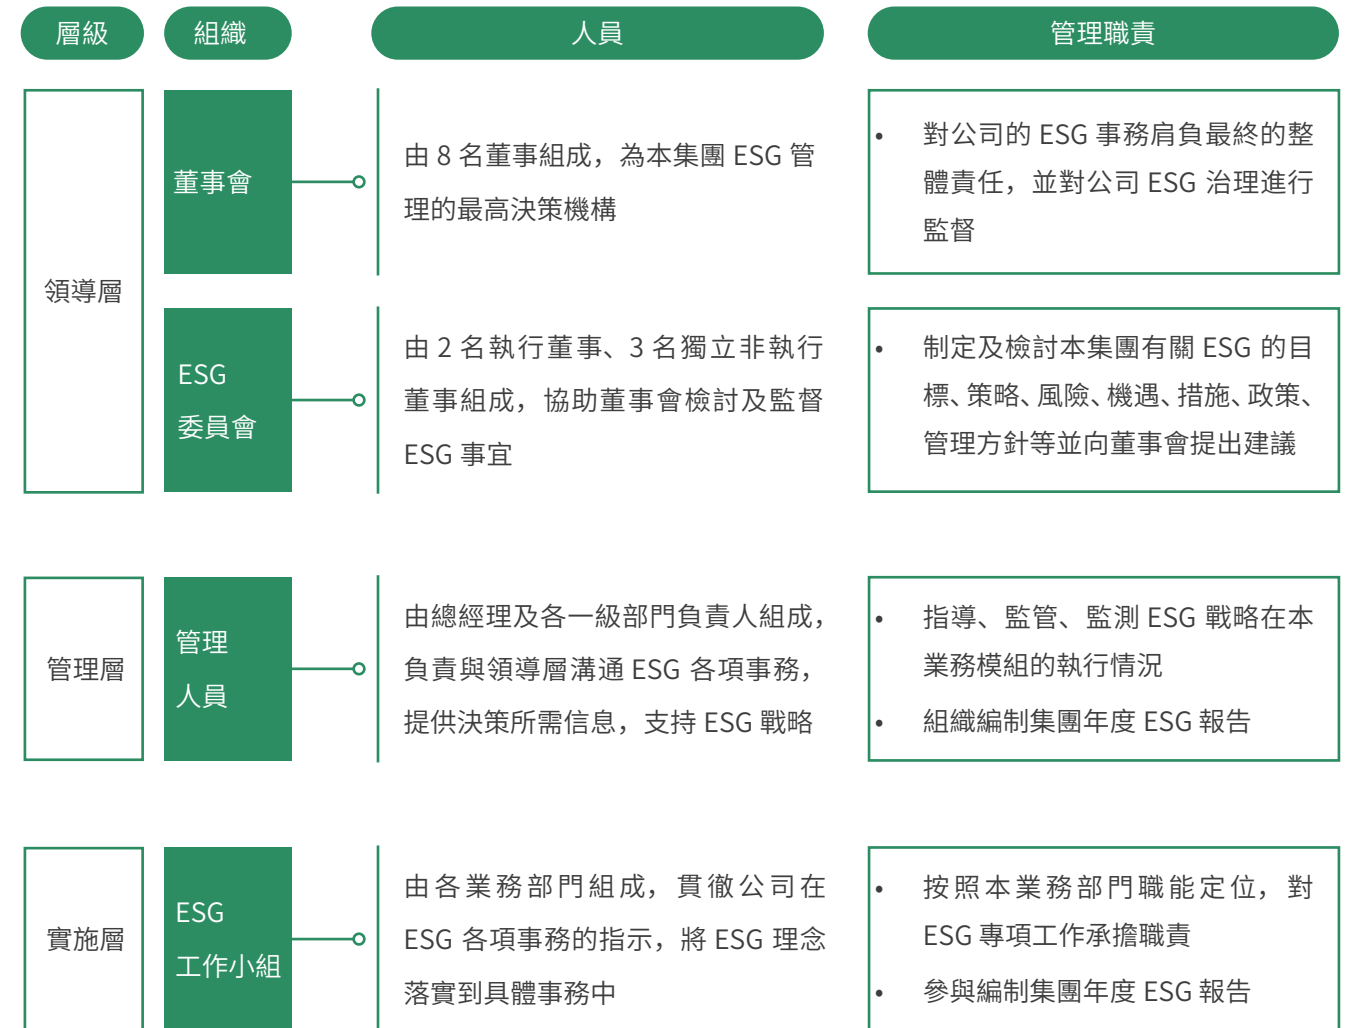 層級
組織
人員
管理職責
領導層
董事會
由 8 名董事組成，為本集團 ESG 管
理的最高決策機構
• 對公司的 ESG 事務肩負最終的整
體責任，並對公司 ESG 治理進行
監督
ESG
委員會
由 2 名執行董事、3 名獨立非執行
董事組成，協助董事會檢討及監督
ESG 事宜
• 制定及檢討本集團有關 ESG 的目
標、策略、風險、機遇、措施、政策、
管理方針等並向董事會提出建議
管理層
管理
人員
由總經理及各一級部門負責人組成，
負責與領導層溝通 ESG 各項事務，
提供決策所需信息，支持 ESG 戰略
• 指導、監管、監測 ESG 戰略在本
業務模組的執行情況
• 組織編制集團年度 ESG 報告
實施層
ESG
工作小組
由各業務部門組成，貫徹公司在
ESG 各項事務的指示，將 ESG 理念
落實到具體事務中
• 按照本業務部門職能定位，對
ESG 專項工作承擔職責
• 參與編制集團年度 ESG 報告